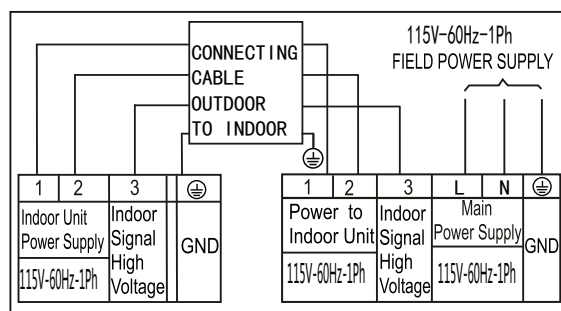 115V-60Hz-1Ph
FIELD POWER SUPPLY
CONNECTING
CABLE
OUTDOOR
TO INDOOR
1 2 3
Indoor Unit
Power Supply
115V-60Hz-1Ph
Indoor
Signal
High
Voltage
GND
1 2 3 L N
Power to
Indoor Unit
115V-60Hz-1Ph
Indoor
Signal
High
Voltage
Main
Power Supply
115V-60Hz-1Ph
GND